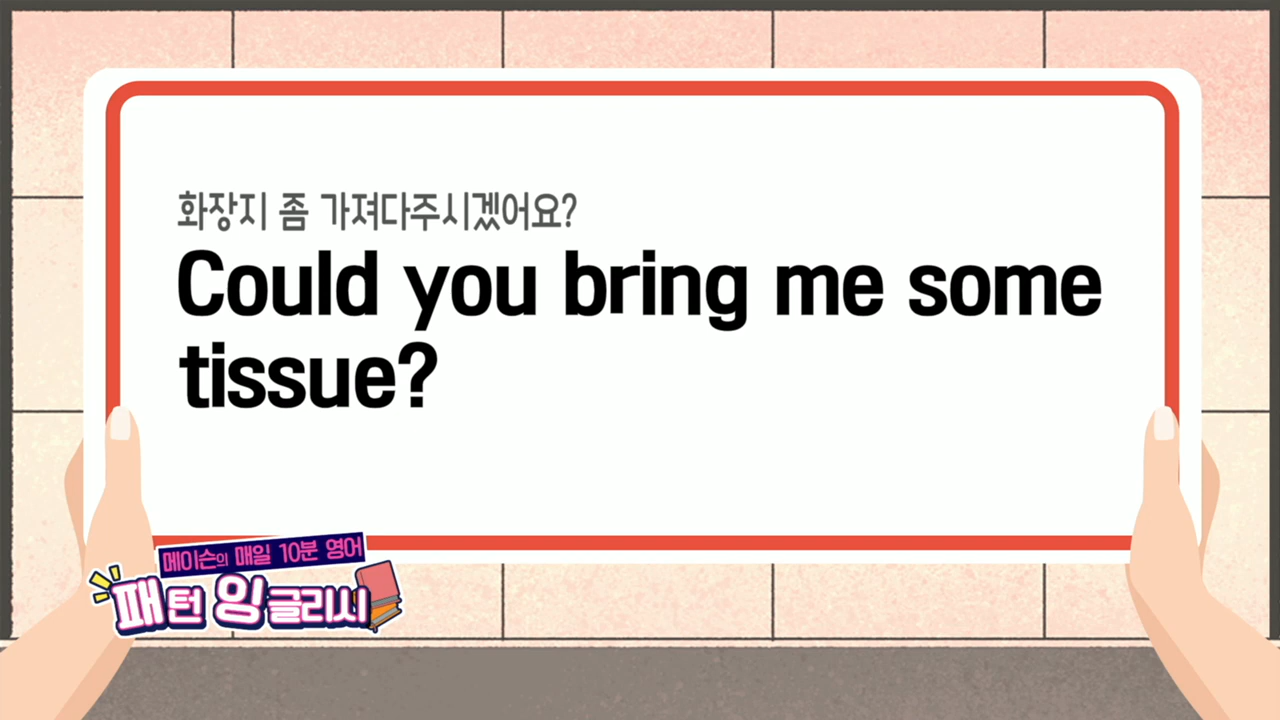 화장지 좀 가져다주시겠어요?
Could you bring me some
tissue?
메이슨의 매일 10분 영어
패턴 잉글리시